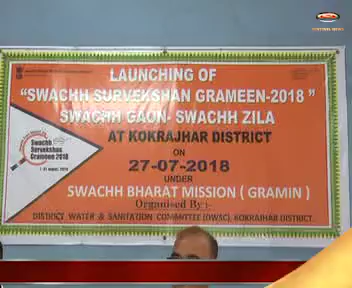 LAUNCHING OF
"SWACHH SURVEKSHAN GRAMEEN-2018"
SWACHH GAON- SWACHH ZILA
AT KOKRAJHAR DISTRICT
ON
27-07-2018
UNDER
SWACHH BHARAT MISSION ( GRAMIN )
Organised By:-
DISTRICT WATER & SANITATION COMMITTEE (DWSC), KOKRAJHAR DISTRICT.
Swachh
Survekshan
Grameen 2018